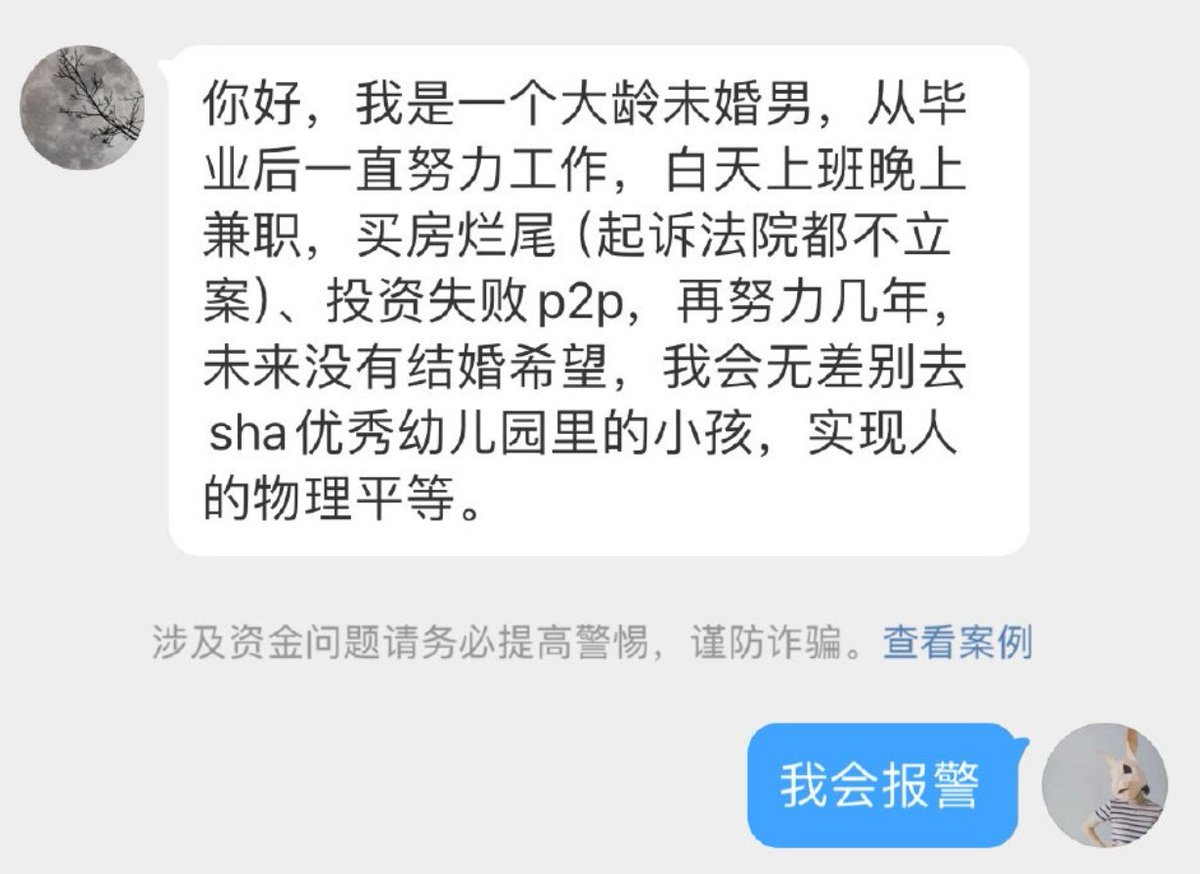 你好，我是一个大龄未婚男，从毕
业后一直努力工作，白天上班晚上
兼职，买房烂尾（起诉法院都不立
案）、投资失败p2p，再努力几年，
未来没有结婚希望，我会无差别去
sha优秀幼儿园里的小孩，实现人
的物理平等。
涉及资金问题请务必提高警惕，谨防诈骗。查看案例
我会报警